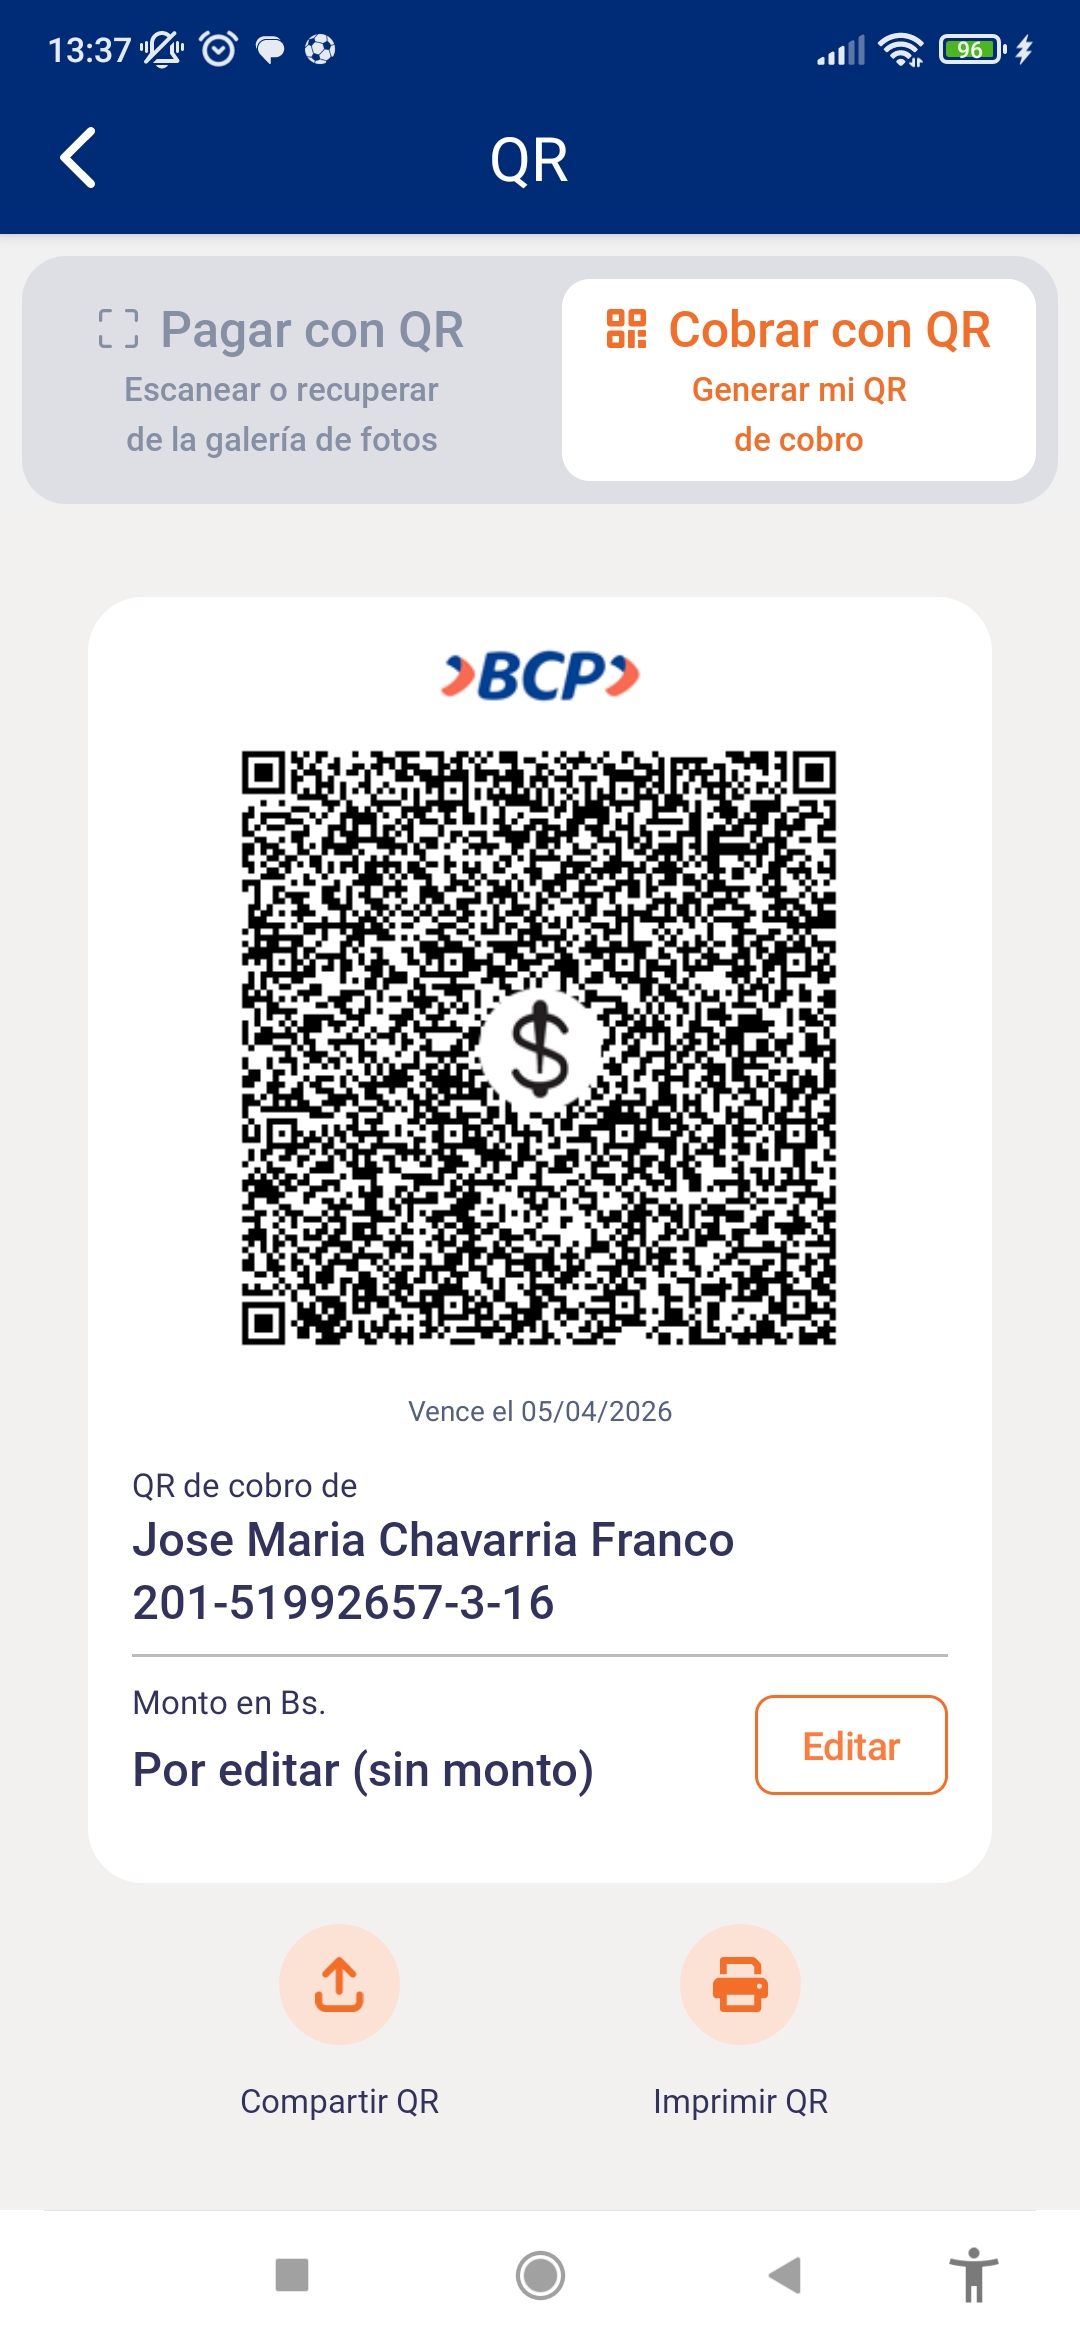 13:37
96
QR
Pagar con QR
Escanear o recuperar
de la galería de fotos
Cobrar con QR
Generar mi QR
de cobro
BCP
$
Vence el 05/04/2026
QR de cobro de
Jose Maria Chavarria Franco
201-51992657-3-16
Monto en Bs.
Por editar (sin monto)
Editar
Compartir QR
Imprimir QR